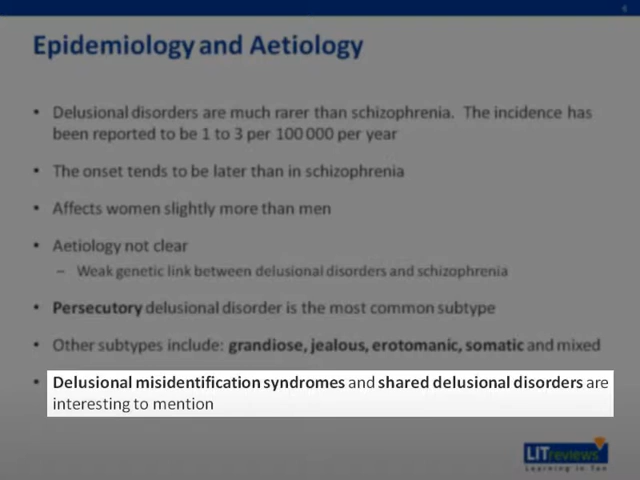 Epidemiology and Aetiology
• Delusional disorders are much rarer than schizophrenia. The incidence has
been reported to be 1 to 3 per 100 000 per year
• The onset tends to be later than in schizophrenia
• Affects women slightly more than men
• Aetiology not clear
– Weak genetic link between delusional disorders and schizophrenia
• Persecutory delusional disorder is the most common subtype
• Other subtypes include: grandiose, jealous, erotomanic, somatic and mixed
• Delusional misidentification syndromes and shared delusional disorders are
interesting to mention
LITreviews
Learning is fun